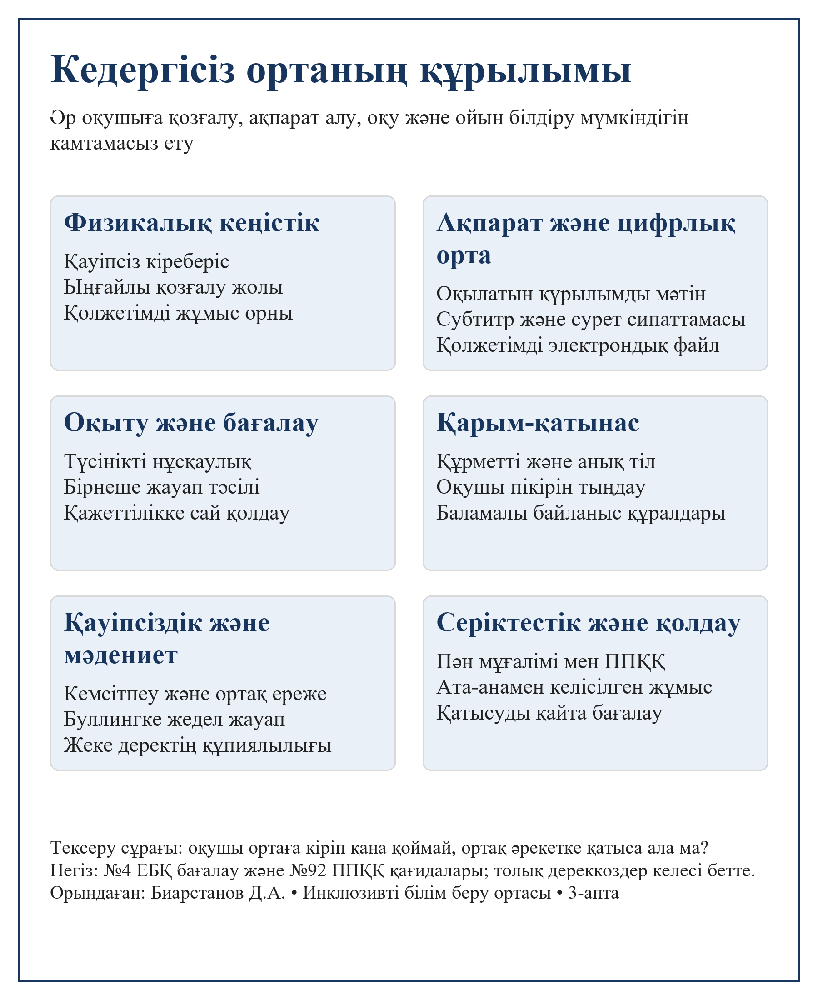 Кедергісіз ортаның құрылымы
Әр оқушыға қозғалу, ақпарат алу, оқу және ойын білдіру мүмкіндігін
қамтамасыз ету
Физикалық кеңістік
Қауіпсіз кіреберіс
Ыңғайлы қозғалу жолы
Қолжетімді жұмыс орны
Ақпарат және цифрлық
орта
Оқылатын құрылымды мәтін
Субтитр және сурет сипаттамасы
Қолжетімді электрондық файл
Оқыту және бағалау
Түсінікті нұсқаулық
Бірнеше жауап тәсілі
Қажеттілікке сай қолдау
Қарым-қатынас
Құрметті және анық тіл
Оқушы пікірін тыңдау
Баламалы байланыс құралдары
Қауіпсіздік және
мәдениет
Кемсітпеу және ортақ ереже
Буллингке жедел жауап
Жеке деректің құпиялылығы
Серіктестік және қолдау
Пән мұғалімі мен ППҚҚ
Ата-анамен келісілген жұмыс
Қатысуды қайта бағалау
Тексеру сұрағы: оқушы ортаға кіріп қана қоймай, ортақ әрекетке қатыса ала ма?
Негіз: №4 ЕБҚ бағалау және №92 ППҚҚ қағидалары; толық дереккөздер келесі бетте.
Орындаған: Биарстанов Д.А. • Инклюзивті білім беру ортасы • 3-апта